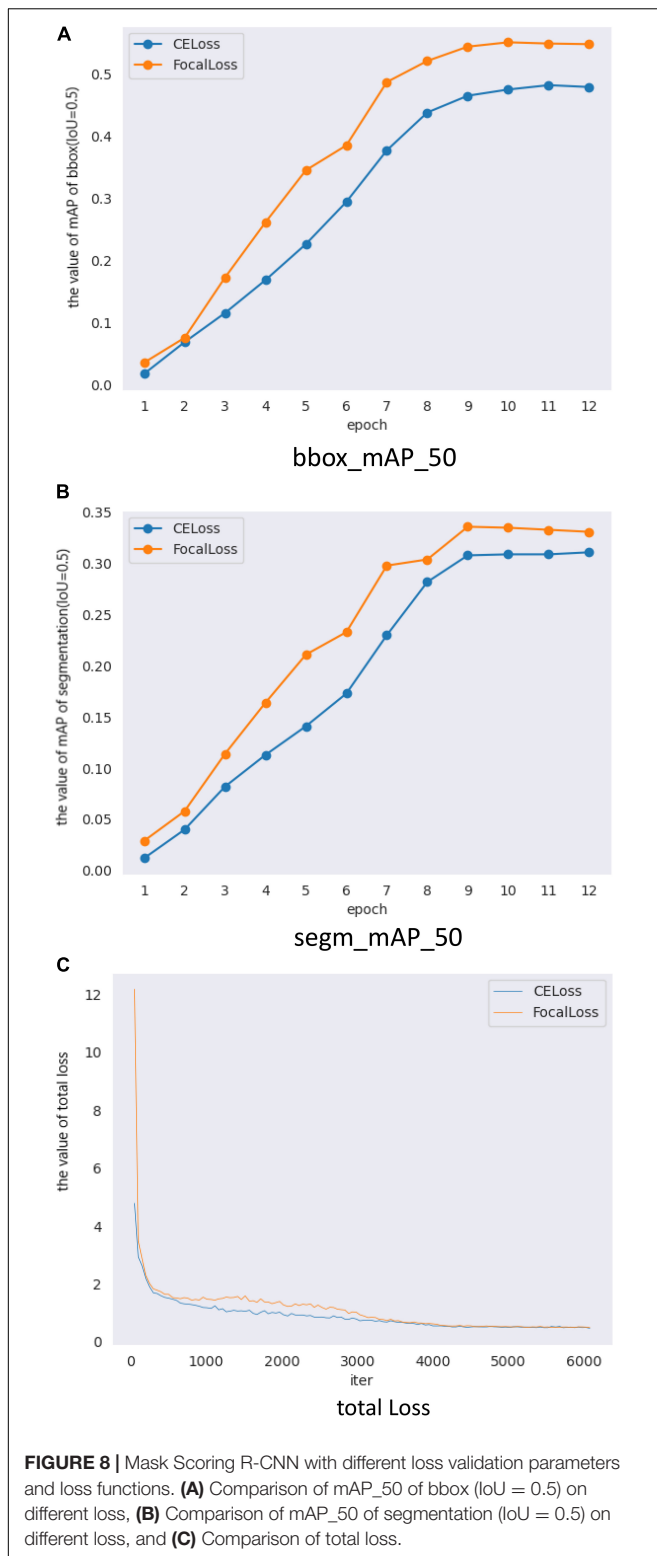 A
CELoss
FocalLoss
the value of mAP of bbox(IoU=0.5)
0.5
0.4
0.3
0.2
0.1
0.0
1 2 3 4 5 6 7 8 9 10 11 12
epoch
bbox_mAP_50
B
CELoss
FocalLoss
the value of mAP of segmentation(IoU=0.5)
0.35
0.30
0.25
0.20
0.15
0.10
0.05
0.00
1 2 3 4 5 6 7 8 9 10 11 12
epoch
segm_mAP_50
C
CELoss
FocalLoss
the value of total loss
12
10
8
6
4
2
0
0 1000 2000 3000 4000 5000 6000
iter
total Loss
FIGURE 8 | Mask Scoring R-CNN with different loss validation parameters
and loss functions. (A) Comparison of mAP_50 of bbox (IoU = 0.5) on
different loss, (B) Comparison of mAP_50 of segmentation (IoU = 0.5) on
different loss, and (C) Comparison of total loss.